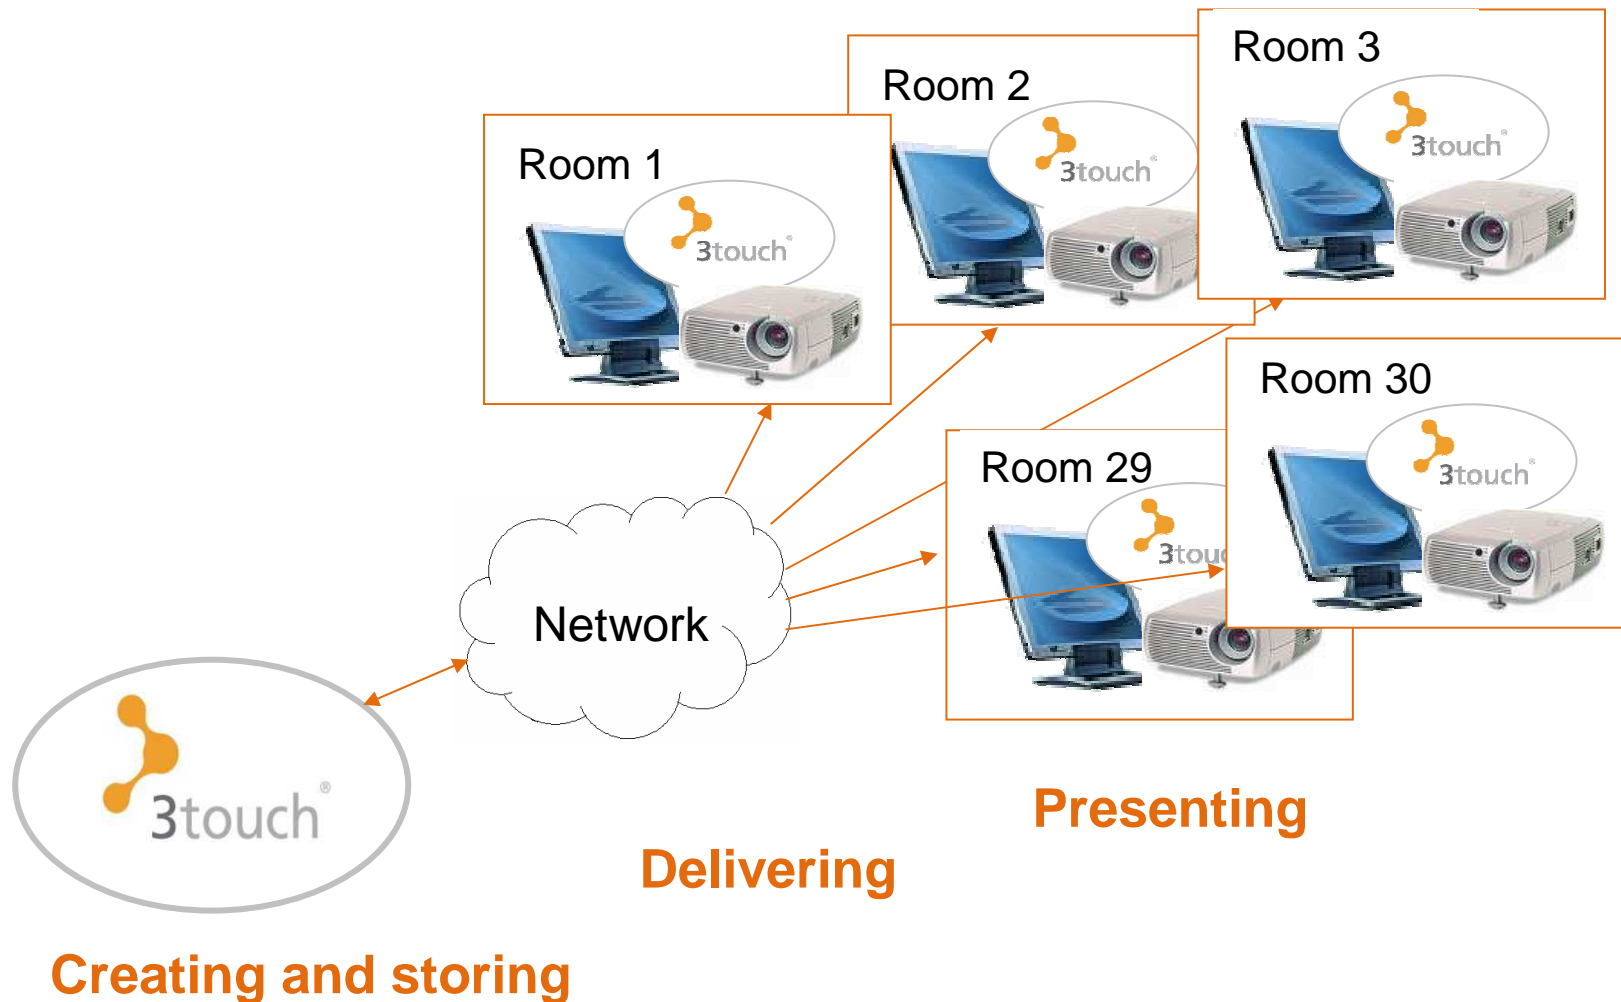 Room 3
3touch®
Room 2
3touch®
Room 1
3touch®
Room 30
3touch®
Room 29
3touc
Network
3touch®
Presenting
Delivering
Creating and storing